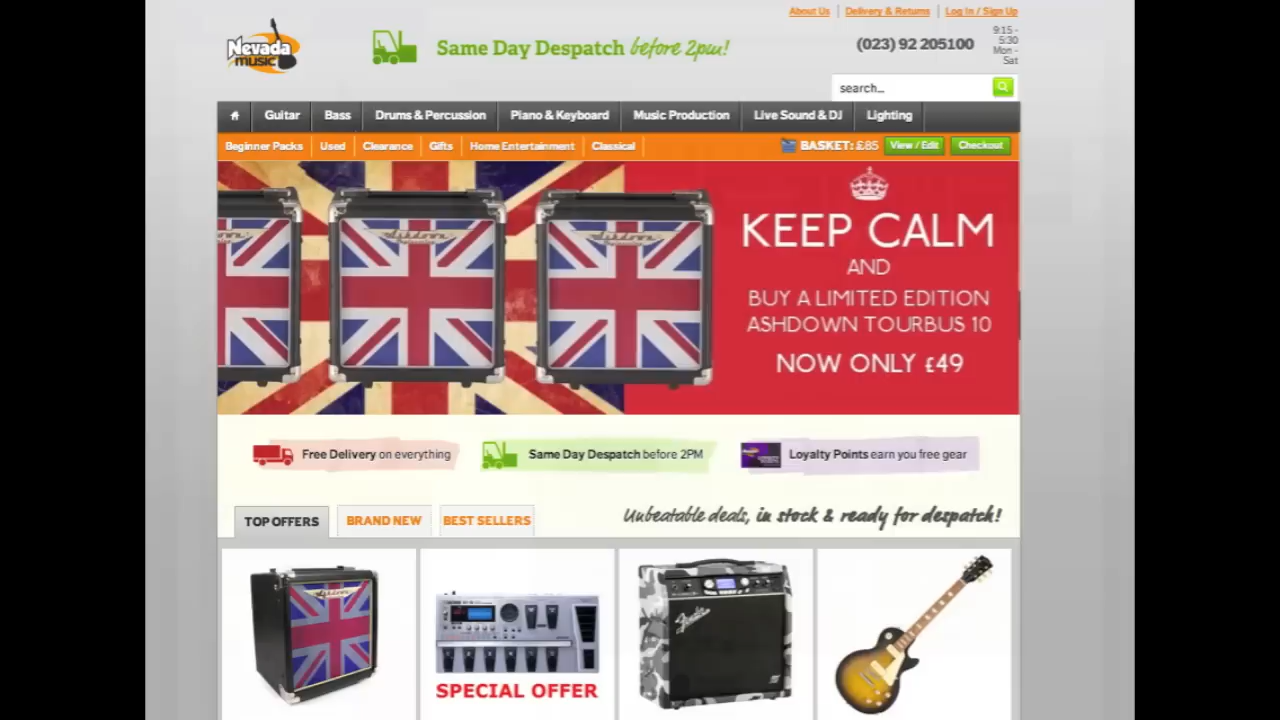 About Us
Delivery & Returns
Log In / Sign Up
Nevada
MUSIC
Same Day Despatch before 2pm!
(023) 92 205100
9:15 -
5:30
Mon -
Sat
search...
Guitar
Bass
Drums & Percussion
Piano & Keyboard
Music Production
Live Sound & DJ
Lighting
Beginner Packs
Used
Clearance
Gifts
Home Entertainment
Classical
BASKET: £85
View / Edit
Checkout
KEEP CALM
AND
BUY A LIMITED EDITION
ASHDOWN TOURBUS 10
NOW ONLY £49
Free Delivery on everything
Same Day Despatch before 2PM
Loyalty Points earn you free gear
TOP OFFERS
BRAND NEW
BEST SELLERS
Unbeatable deals, in stock & ready for despatch!
Fender
SPECIAL OFFER